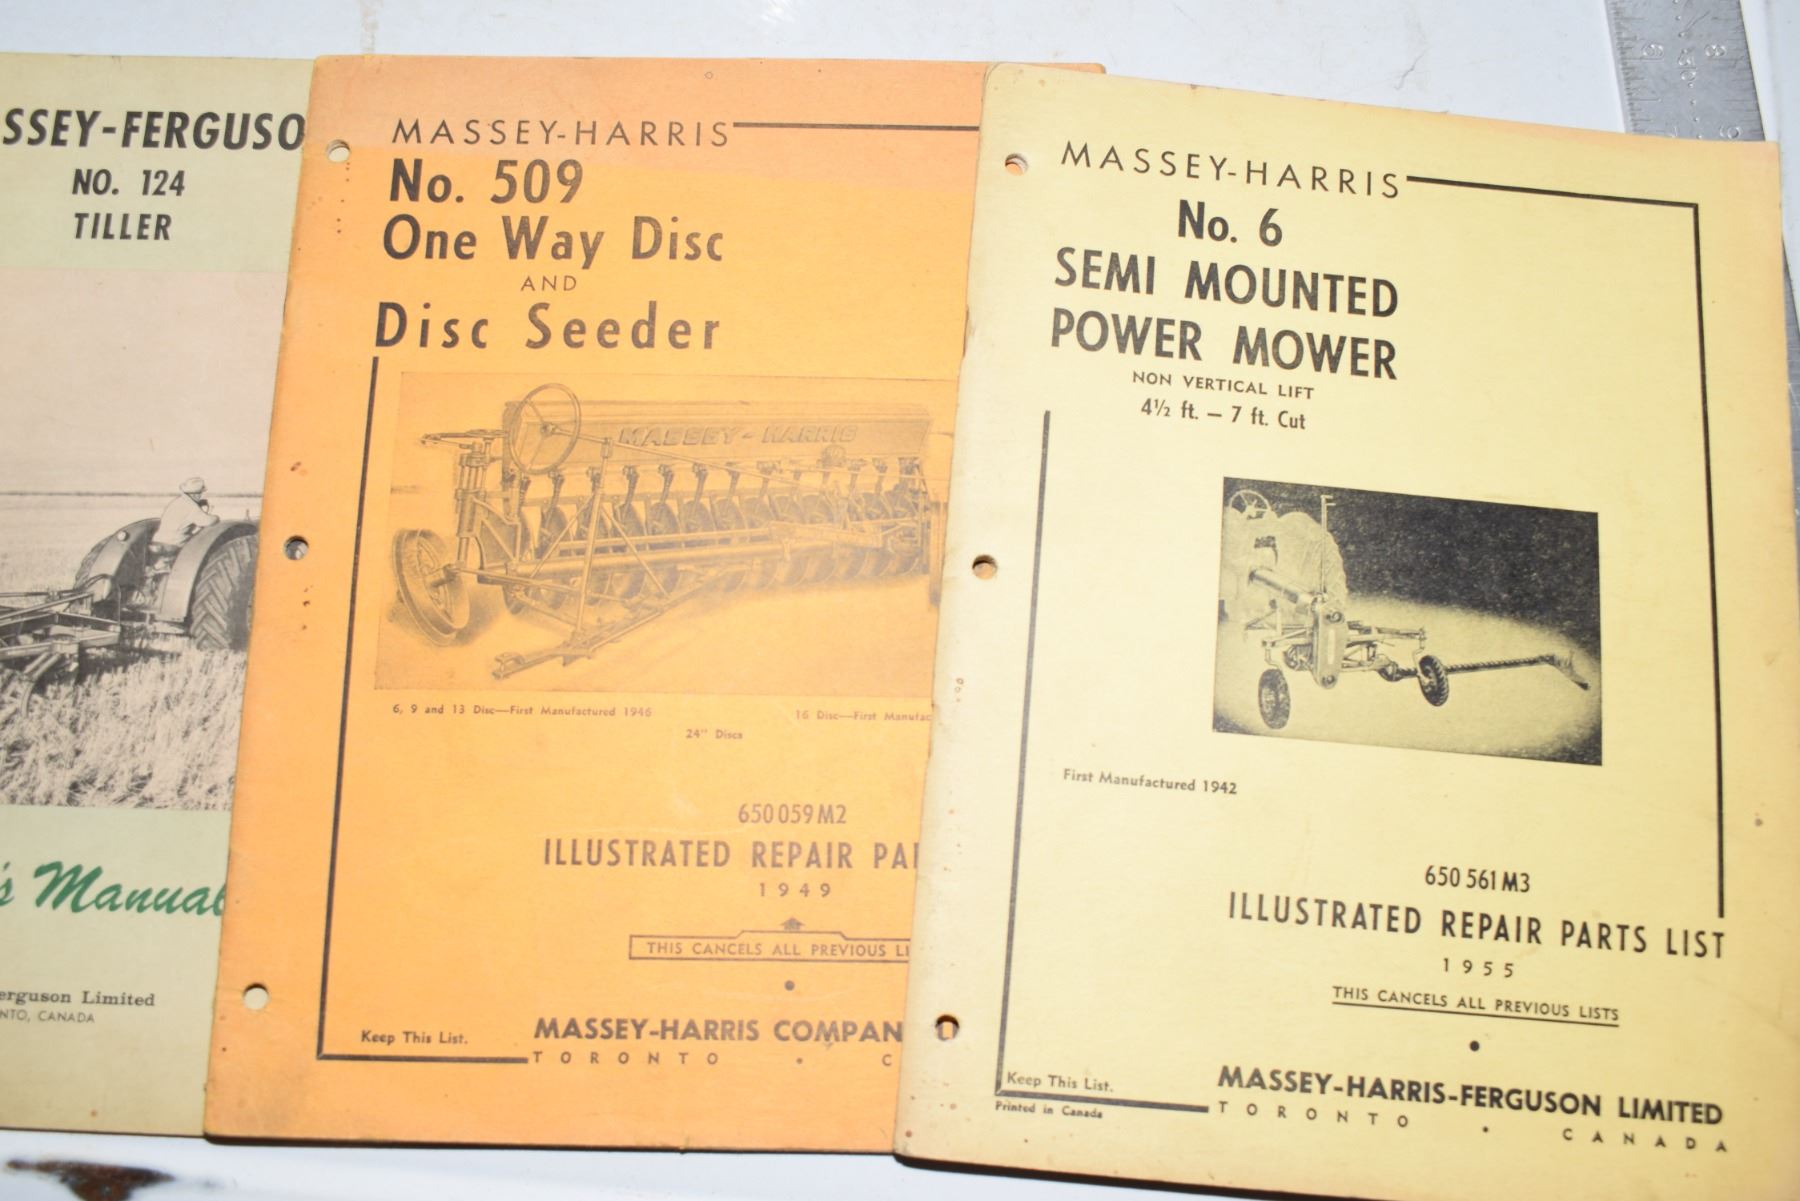 SSEY-FERGUSO
NO. 124
TILLER
's Manual
erguson Limited
NTO, CANADA
MASSEY-HARRIS
No. 509
One Way Disc
AND
Disc Seeder
MASSEY-HARRIS
6, 9 and 13 Disc—First Manufactured 1946
16 Disc—First Manufac
24" Discs
650059M2
ILLUSTRATED REPAIR PA
1949
THIS CANCELS ALL PREVIOUS LI
Keep This List.
MASSEY-HARRIS COMPAN
TORONTO • C
MASSEY-HARRIS
No. 6
SEMI MOUNTED
POWER MOWER
NON VERTICAL LIFT
4½ ft. – 7 ft. Cut
First Manufactured 1942
650 561 M3
ILLUSTRATED REPAIR PARTS LIST
1955
THIS CANCELS ALL PREVIOUS LISTS
Keep This List.
Printed in Canada
MASSEY-HARRIS-FERGUSON LIMITED
TORONTO • CANADA